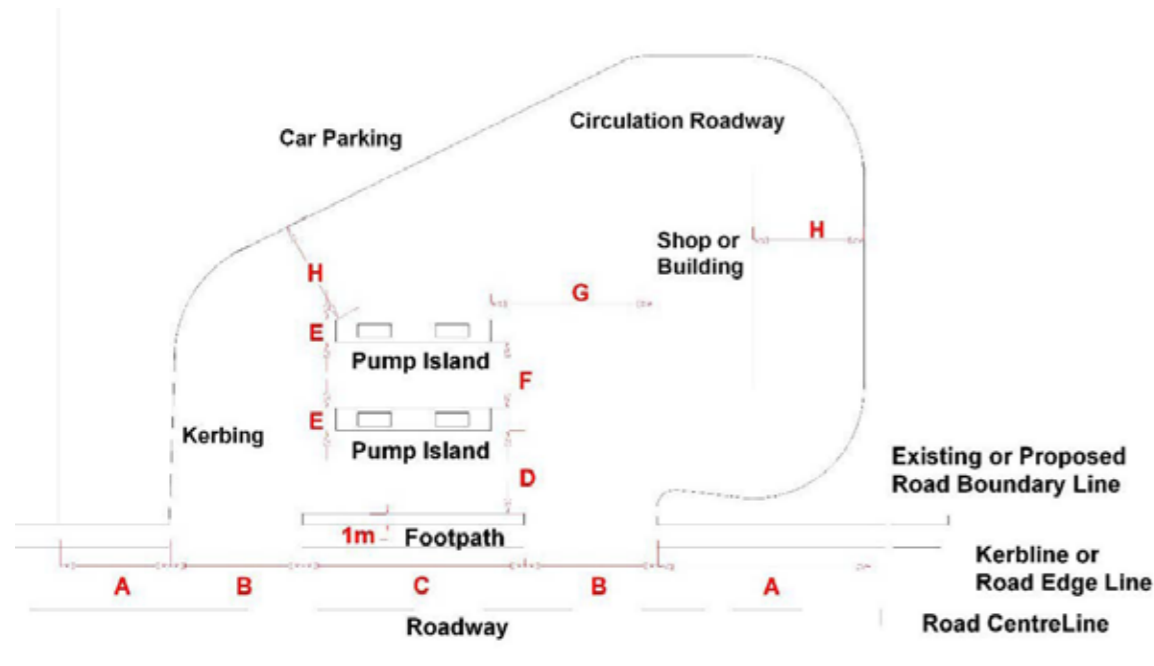 Circulation Roadway
Car Parking
H
Shop or
Building
H
G
E
Pump Island
F
E
Kerbing
Pump Island
D
Existing or Proposed
Road Boundary Line
1m
Footpath
Kerbline or
Road Edge Line
A
B
C
B
A
Roadway
Road CentreLine